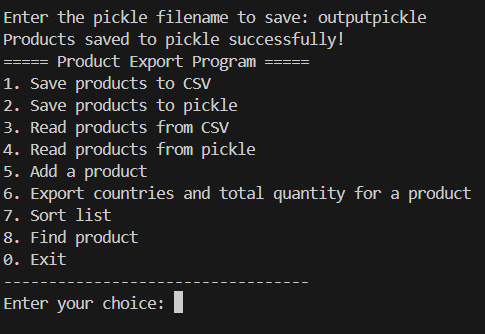 Enter the pickle filename to save: outputpickle
Products saved to pickle successfully!
===== Product Export Program =====
1. Save products to CSV
2. Save products to pickle
3. Read products from CSV
4. Read products from pickle
5. Add a product
6. Export countries and total quantity for a product
7. Sort list
8. Find product
0. Exit
----------------------------------
Enter your choice: